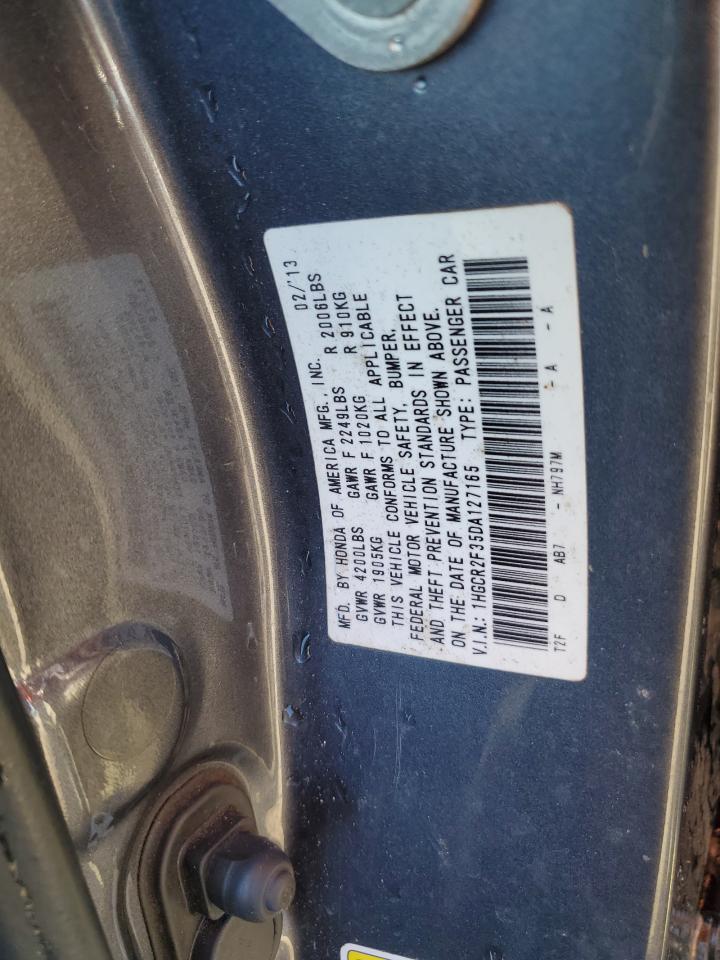 MFD. BY HONDA OF AMERICA MFG., INC. 02/'13
GVWR 4200LBS GAWR F 2249LBS R 2006LBS
GVWR 1905KG GAWR F 1020KG R 910KG
THIS VEHICLE CONFORMS TO ALL APPLICABLE
FEDERAL MOTOR VEHICLE SAFETY, BUMPER,
AND THEFT PREVENTION STANDARDS IN EFFECT
ON THE DATE OF MANUFACTURE SHOWN ABOVE.
V.I.N.: 1HGCR2F35DA127165 TYPE: PASSENGER CAR
T2F D AB7 - NH797M - A - A